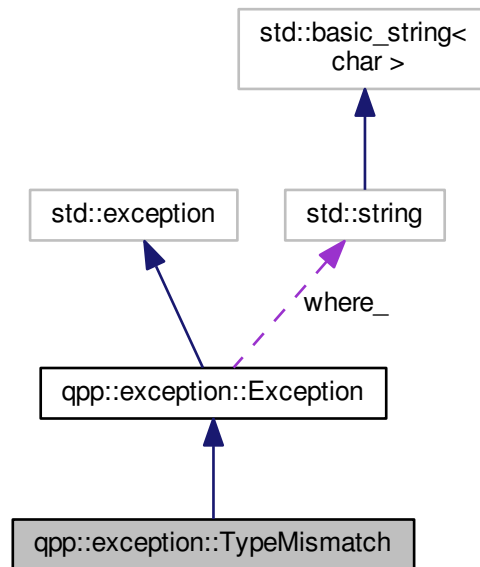 std::basic_string<
char >
std::exception
std::string
where_
qpp::exception::Exception
qpp::exception::TypeMismatch